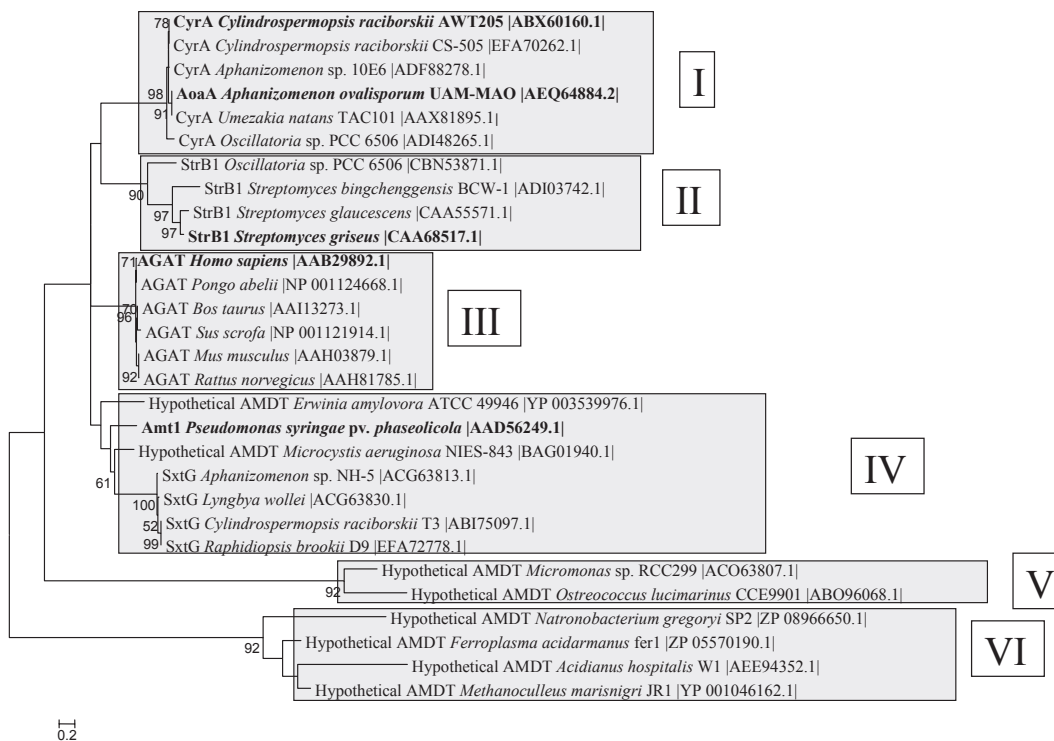 78
CyrA Cylindrospermopsis raciborskii AWT205 |ABX60160.1|
CyrA Cylindrospermopsis raciborskii CS-505 |EFA70262.1|
CyrA Aphanizomenon sp. 10E6 |ADF88278.1|
98
AoaA Aphanizomenon ovalisporum UAM-MAO |AEQ64884.2|
91
CyrA Umezakia natans TAC101 |AAX81895.1|
CyrA Oscillatoria sp. PCC 6506 |ADI48265.1|
I
StrB1 Oscillatoria sp. PCC 6506 |CBN53871.1|
90
StrB1 Streptomyces bingchenggensis BCW-1 |ADI03742.1|
97
StrB1 Streptomyces glaucescens |CAA55571.1|
97
StrB1 Streptomyces griseus |CAA68517.1|
II
71
AGAT Homo sapiens |AAB29892.1|
AGAT Pongo abelii |NP 001124668.1|
70
AGAT Bos taurus |AAI13273.1|
96
AGAT Sus scrofa |NP 001121914.1|
AGAT Mus musculus |AAH03879.1|
92
AGAT Rattus norvegicus |AAH81785.1|
III
Hypothetical AMDT Erwinia amylovora ATCC 49946 |YP 003539976.1|
Amt1 Pseudomonas syringae pv. phaseolicola |AAD56249.1|
Hypothetical AMDT Microcystis aeruginosa NIES-843 |BAG01940.1|
61
SxtG Aphanizomenon sp. NH-5 |ACG63813.1|
100
SxtG Lyngbya wollei |ACG63830.1|
52
SxtG Cylindrospermopsis raciborskii T3 |ABI75097.1|
99
SxtG Raphidiopsis brookii D9 |EFA72778.1|
IV
Hypothetical AMDT Micromonas sp. RCC299 |ACO63807.1|
92
Hypothetical AMDT Ostreococcus lucimarinus CCE9901 |ABO96068.1|
V
Hypothetical AMDT Natronobacterium gregoryi SP2 |ZP 08966650.1|
92
Hypothetical AMDT Ferroplasma acidarmanus fer1 |ZP 05570190.1|
Hypothetical AMDT Acidianus hospitalis W1 |AEE94352.1|
Hypothetical AMDT Methanoculleus marisnigri JR1 |YP 001046162.1|
VI
0.2